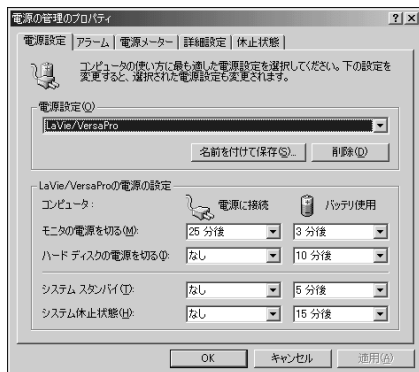 電源の管理のプロパティ
電源設定 アラーム 電源メーター 詳細設定 休止状態
コンピュータの使い方に最も適した電源設定を選択してください。下の設定を
変更すると、選択された電源設定も変更されます。
電源設定(O)
LaVie/VersaPro
名前を付けて保存(S)... 削除(D)
LaVie/VersaProの電源の設定
コンピュータ: 電源に接続 バッテリ使用
モニタの電源を切る(M): 25 分後 3 分後
ハード ディスクの電源を切る(I): なし 10 分後
システム スタンバイ(T): なし 5 分後
システム休止状態(H): なし 15 分後
OK キャンセル 適用(A)